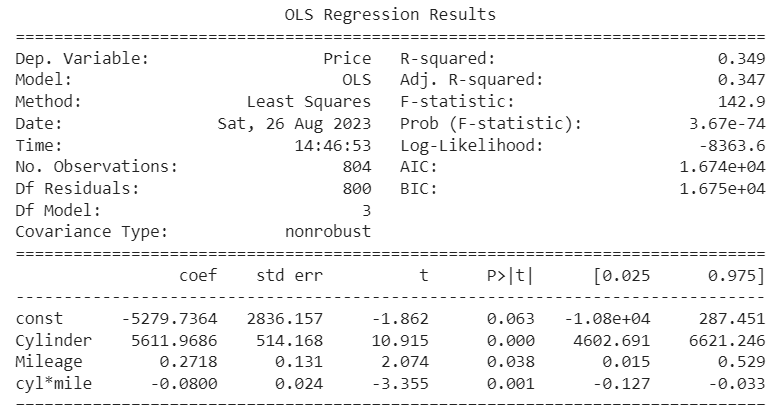 OLS Regression Results
==============================================================================
Dep. Variable: Price R-squared: 0.349
Model: OLS Adj. R-squared: 0.347
Method: Least Squares F-statistic: 142.9
Date: Sat, 26 Aug 2023 Prob (F-statistic): 3.67e-74
Time: 14:46:53 Log-Likelihood: -8363.6
No. Observations: 804 AIC: 1.674e+04
Df Residuals: 800 BIC: 1.675e+04
Df Model: 3
Covariance Type: nonrobust
==============================================================================
coef std err t P>|t| [0.025 0.975]
------------------------------------------------------------------------------
const -5279.7364 2836.157 -1.862 0.063 -1.08e+04 287.451
Cylinder 5611.9686 514.168 10.915 0.000 4602.691 6621.246
Mileage 0.2718 0.131 2.074 0.038 0.015 0.529
cyl*mile -0.0800 0.024 -3.355 0.001 -0.127 -0.033
------------------------------------------------------------------------------